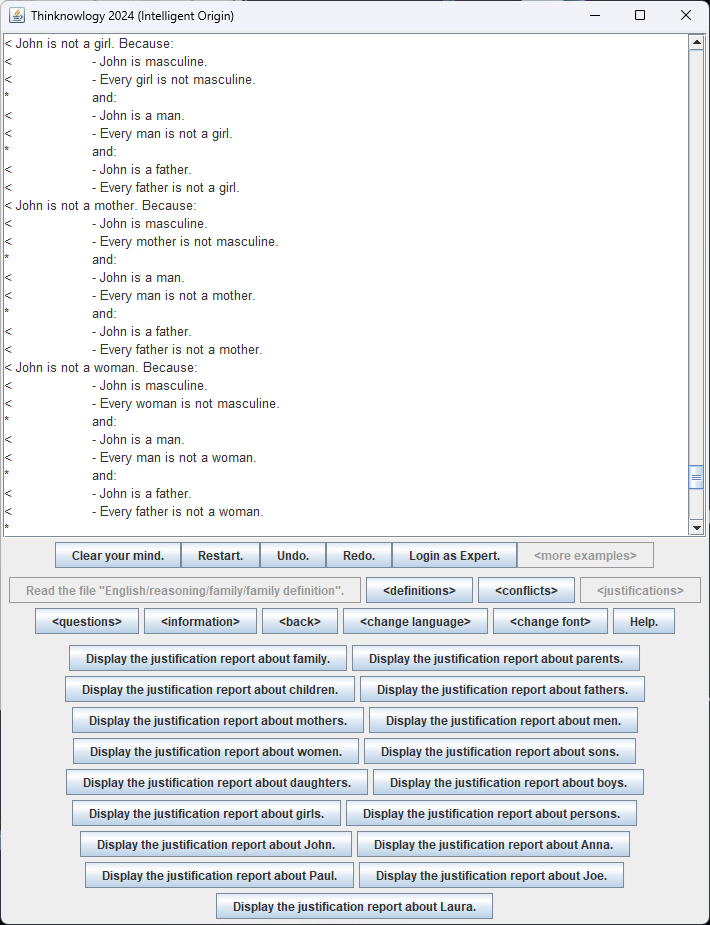 Thinknowlogy 2024 (Intelligent Origin)
< John is not a girl. Because:
< - John is masculine.
< - Every girl is not masculine.
* and:
< - John is a man.
< - Every man is not a girl.
* and:
< - John is a father.
< - Every father is not a girl.
< John is not a mother. Because:
< - John is masculine.
< - Every mother is not masculine.
* and:
< - John is a man.
< - Every man is not a mother.
* and:
< - John is a father.
< - Every father is not a mother.
< John is not a woman. Because:
< - John is masculine.
< - Every woman is not masculine.
* and:
< - John is a man.
< - Every man is not a woman.
* and:
< - John is a father.
< - Every father is not a woman.
*
Clear your mind. Restart. Undo. Redo. Login as Expert. <more examples>
Read the file "English/reasoning/family/family definition". <definitions> <conflicts> <justifications>
<questions> <information> <back> <change language> <change font> Help.
Display the justification report about family. Display the justification report about parents.
Display the justification report about children. Display the justification report about fathers.
Display the justification report about mothers. Display the justification report about men.
Display the justification report about women. Display the justification report about sons.
Display the justification report about daughters. Display the justification report about boys.
Display the justification report about girls. Display the justification report about persons.
Display the justification report about John. Display the justification report about Anna.
Display the justification report about Paul. Display the justification report about Joe.
Display the justification report about Laura.